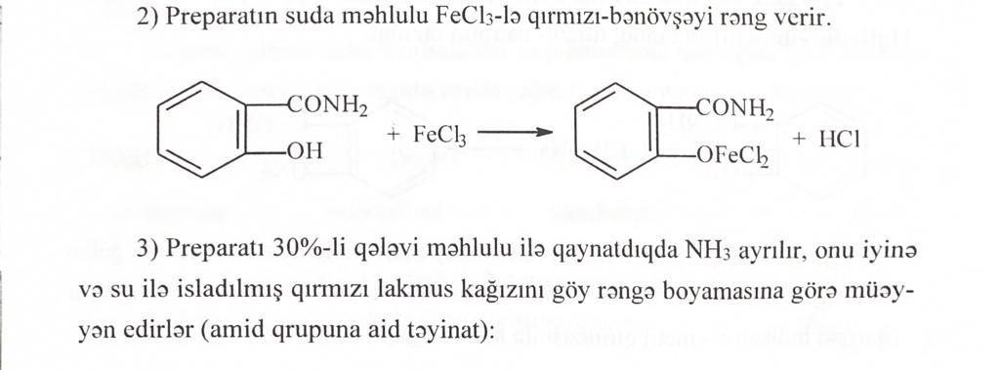 2) Preparatın suda məhlulu FeCl₃-lə qırmızı-bənövşəyi rəng verir.
CONH₂ CONH₂
+ FeCl₃ + HCl
OH OFeCl₂
3) Preparatı 30%-li qələvi məhlulu ilə qaynatdıqda NH₃ ayrılır, onu iyinə
və su ilə isladılmış qırmızı lakmus kağızını göy rəngə boyamasına görə müəy-
yən edirlər (amid qrupuna aid təyinat):